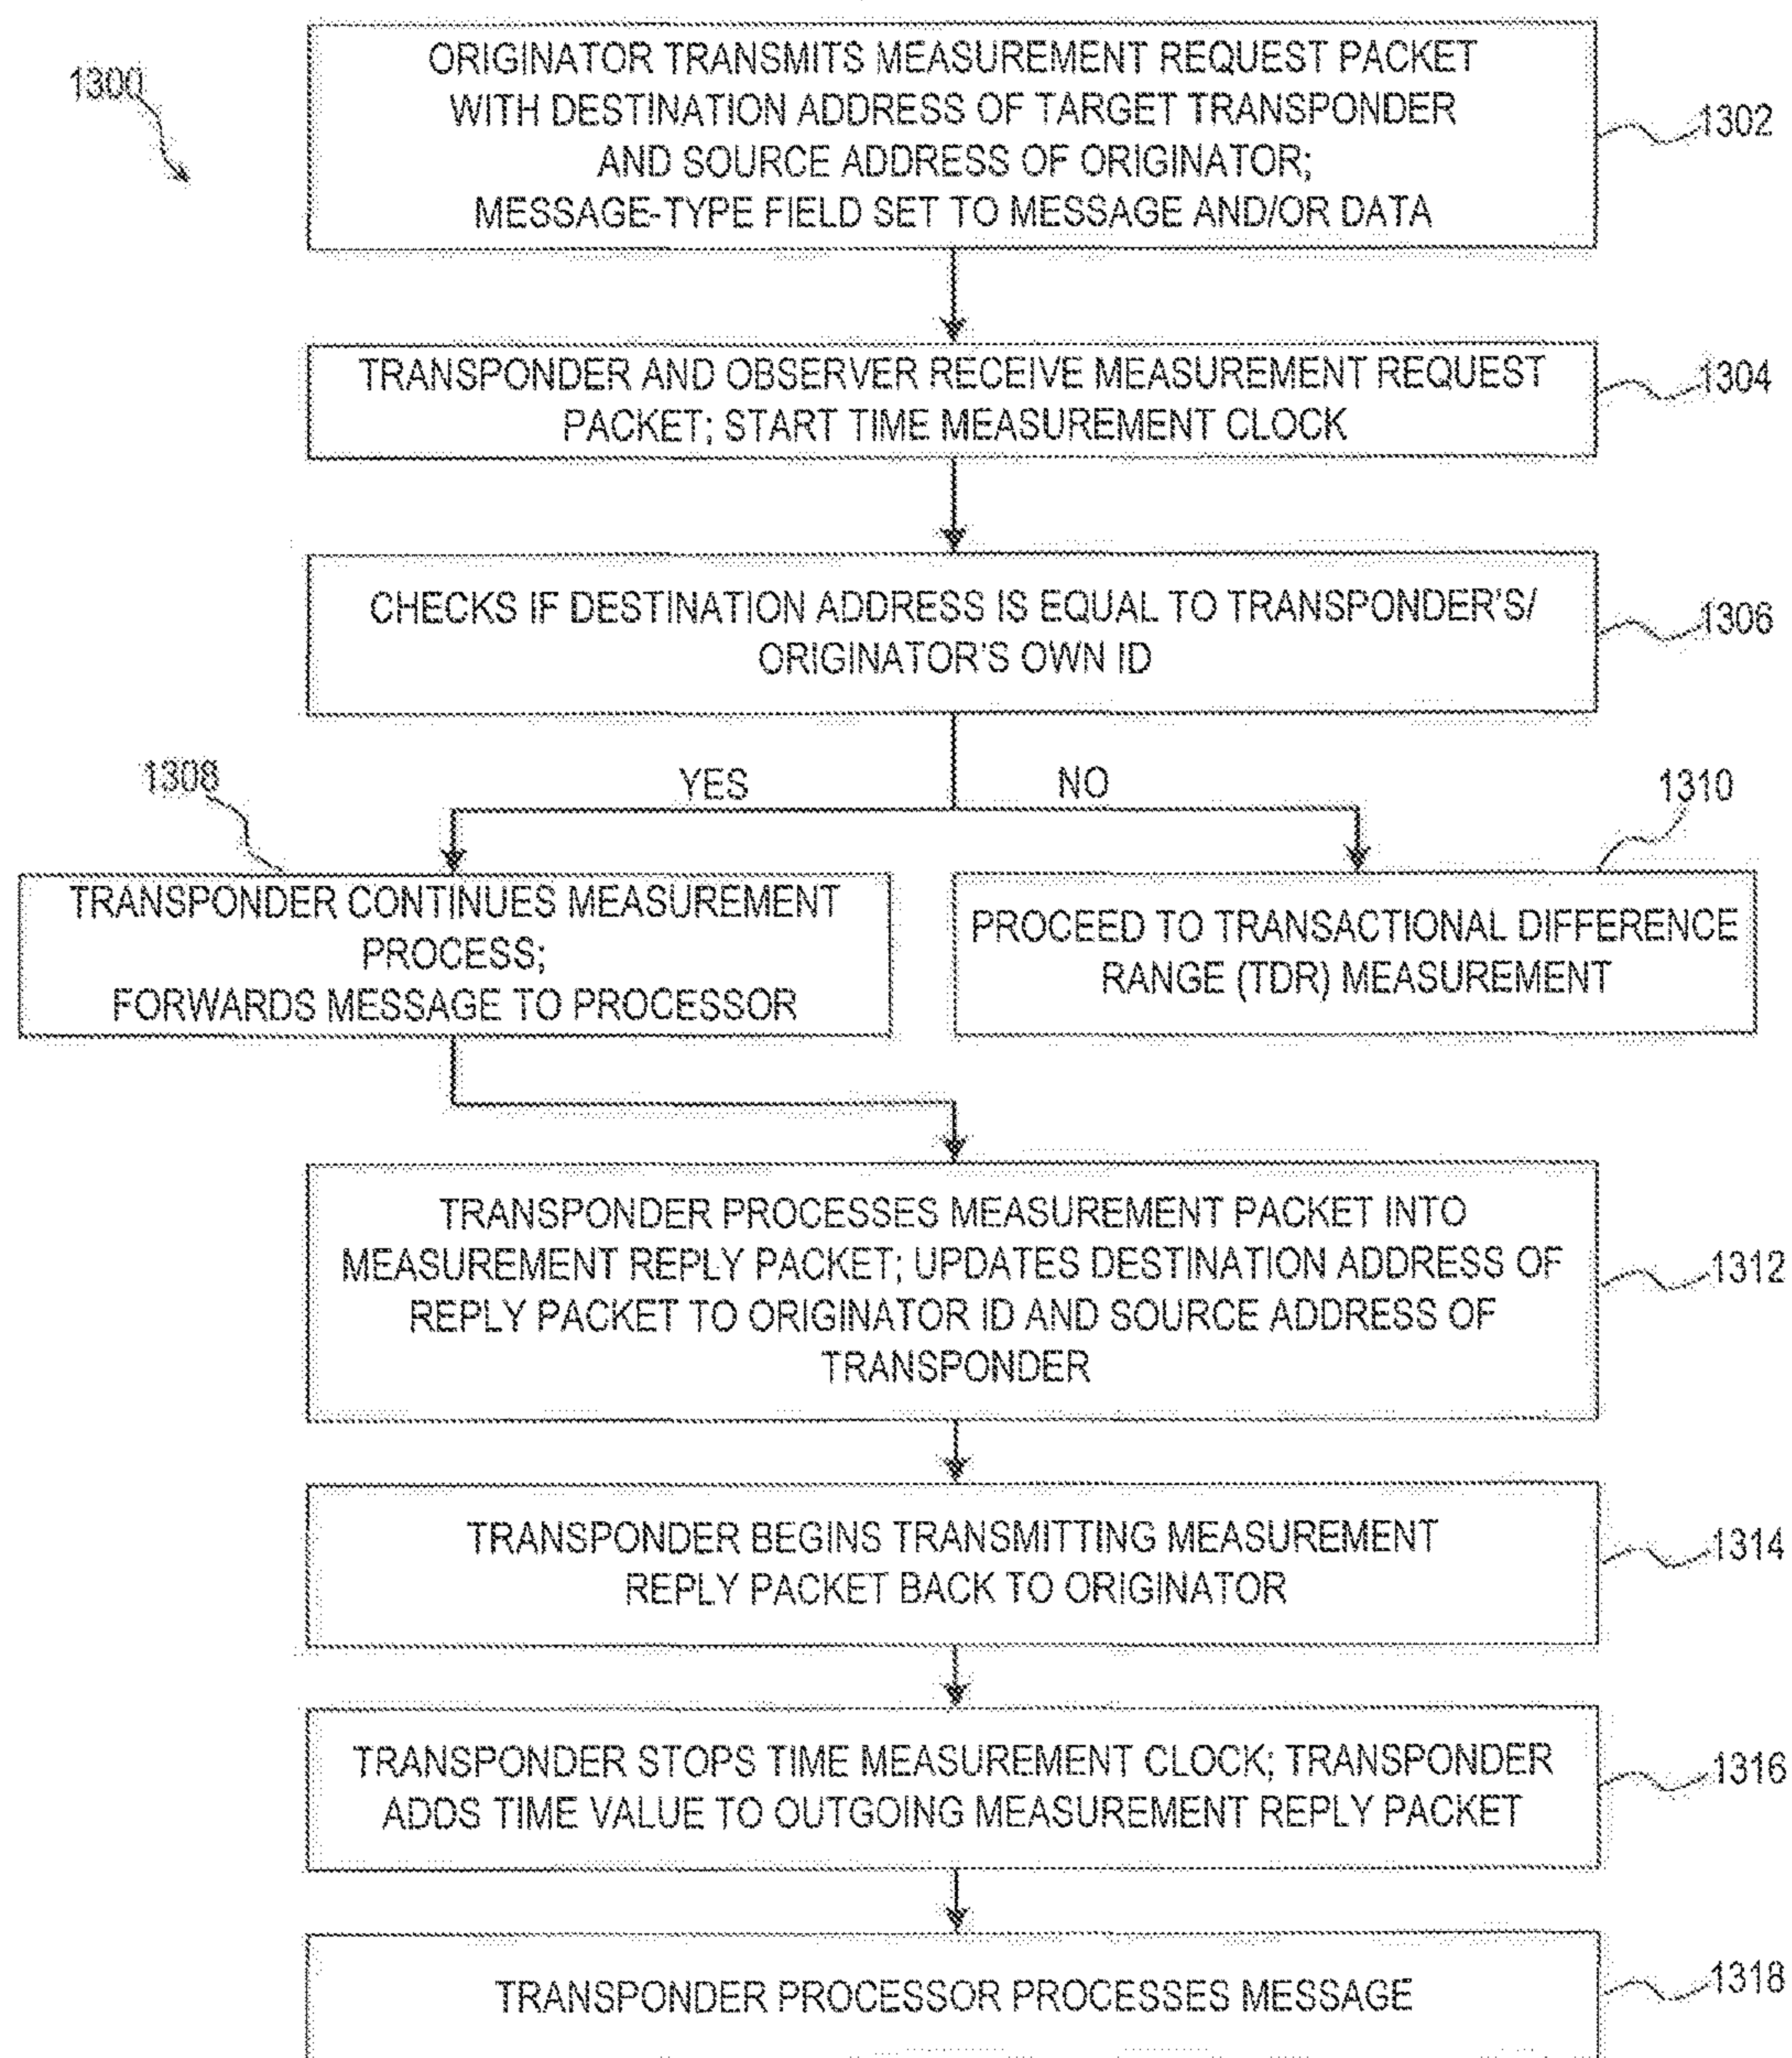 1300
ORIGINATOR TRANSMITS MEASUREMENT REQUEST PACKET
WITH DESTINATION ADDRESS OF TARGET TRANSPONDER
AND SOURCE ADDRESS OF ORIGINATOR;
MESSAGE-TYPE FIELD SET TO MESSAGE AND/OR DATA
1302
TRANSPONDER AND OBSERVER RECEIVE MEASUREMENT REQUEST
PACKET; START TIME MEASUREMENT CLOCK
1304
CHECKS IF DESTINATION ADDRESS IS EQUAL TO TRANSPONDER'S/
ORIGINATOR'S OWN ID
1306
YES
NO
1308
TRANSPONDER CONTINUES MEASUREMENT
PROCESS;
FORWARDS MESSAGE TO PROCESSOR
1310
PROCEED TO TRANSACTIONAL DIFFERENCE
RANGE (TDR) MEASUREMENT
TRANSPONDER PROCESSES MEASUREMENT PACKET INTO
MEASUREMENT REPLY PACKET; UPDATES DESTINATION ADDRESS OF
REPLY PACKET TO ORIGINATOR ID AND SOURCE ADDRESS OF
TRANSPONDER
1312
TRANSPONDER BEGINS TRANSMITTING MEASUREMENT
REPLY PACKET BACK TO ORIGINATOR
1314
TRANSPONDER STOPS TIME MEASUREMENT CLOCK; TRANSPONDER
ADDS TIME VALUE TO OUTGOING MEASUREMENT REPLY PACKET
1316
TRANSPONDER PROCESSOR PROCESSES MESSAGE
1318